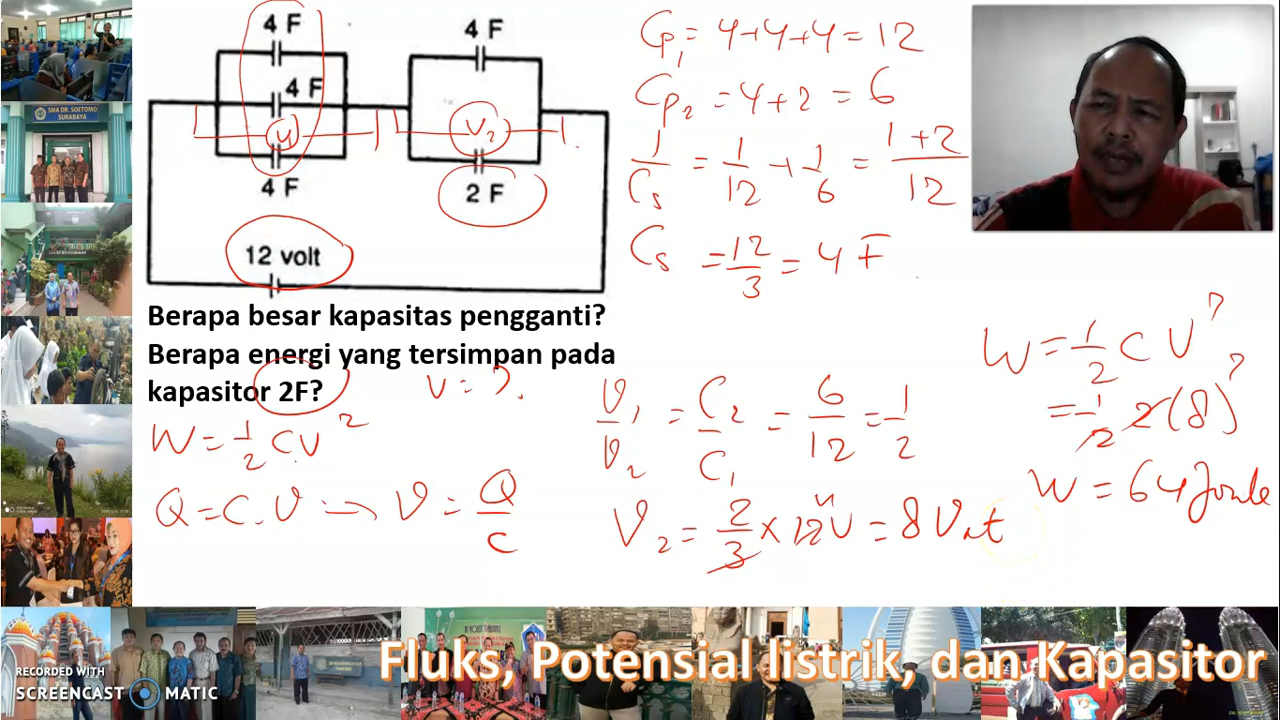 SMA DR. SOETOMO
SURABAYA
4 F
4 F
4 F
V₁
4 F
V₂
2 F
12 volt
Cp₁ = 4+4+4 = 12
Cp₂ = 4+2 = 6
1/Cs = 1/12 + 1/6 = 1+2/12
Cs = 12/3 = 4 F
Berapa besar kapasitas pengganti?
Berapa energi yang tersimpan pada
kapasitor 2F?
V = ?.
W = 1/2 CV²
Q = C.V → V = Q/C
V₁/V₂ = C₂/C₁ = 6/12 = 1/2
V₂ = 2/3 × 12V = 8 Volt
W = 1/2 C V²
= 1/2 2(8)²
W = 64 Joule
Fluks, Potensial listrik, dan Kapasitor
RECORDED WITH
SCREENCAST MATIC